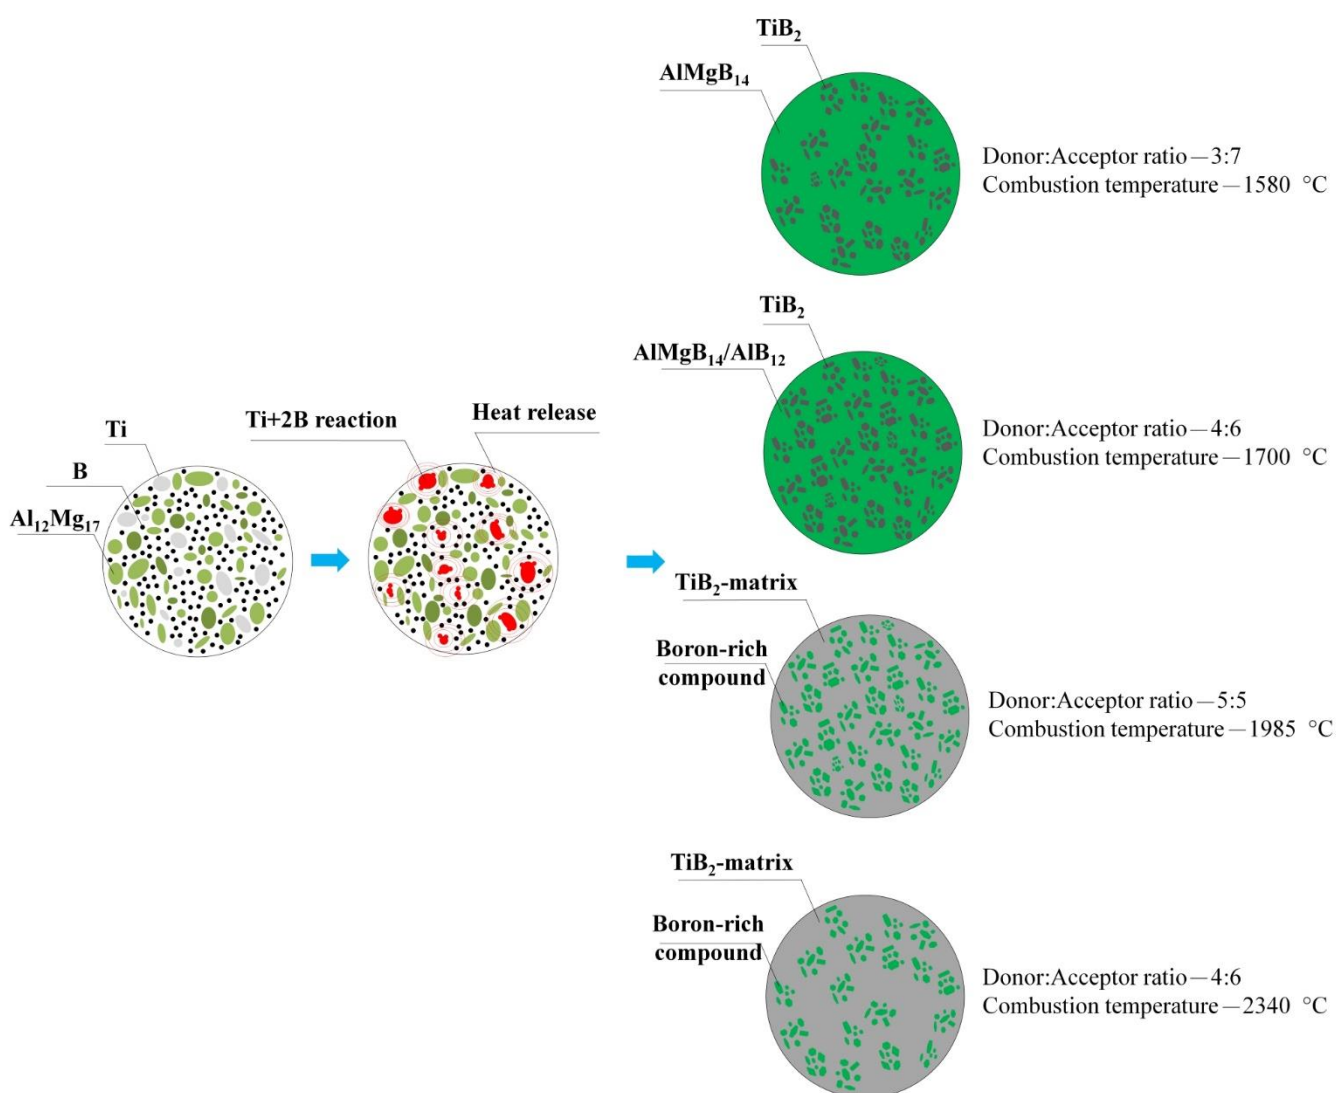 TiB₂
AlMgB₁₄
Donor:Acceptor ratio—3:7
Combustion temperature—1580 °C
TiB₂
AlMgB₁₄/AlB₁₂
Donor:Acceptor ratio—4:6
Combustion temperature—1700 °C
Ti
B
Al₁₂Mg₁₇
Ti+2B reaction
Heat release
TiB₂-matrix
Boron-rich
compound
Donor:Acceptor ratio—5:5
Combustion temperature—1985 °C
TiB₂-matrix
Boron-rich
compound
Donor:Acceptor ratio—4:6
Combustion temperature—2340 °C